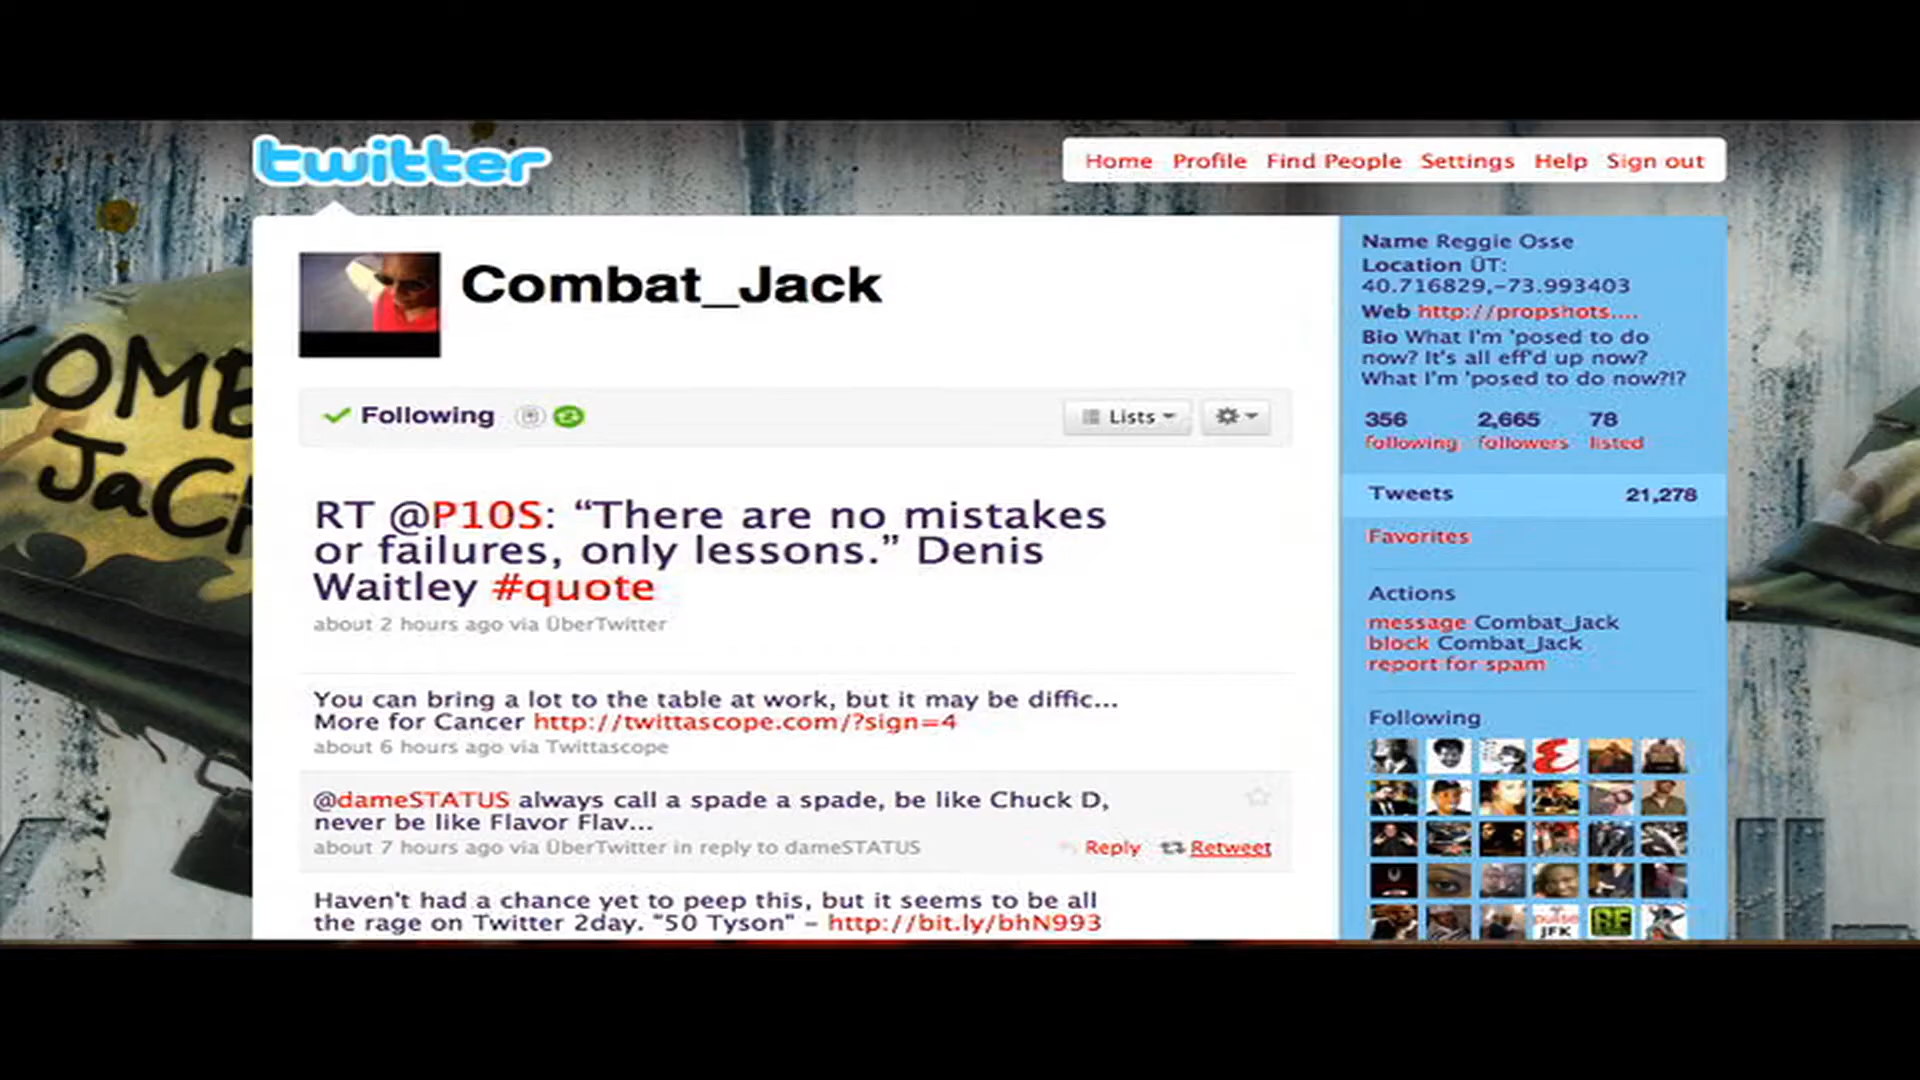 twitter
Home Profile Find People Settings Help Sign out
Combat_Jack
Following
Lists
RT @P10S: “There are no mistakes
or failures, only lessons.” Denis
Waitley #quote
about 2 hours ago via ÜberTwitter
You can bring a lot to the table at work, but it may be diffic...
More for Cancer http://twittascope.com/?sign=4
about 6 hours ago via Twittascope
@dameSTATUS always call a spade a spade, be like Chuck D,
never be like Flavor Flav...
about 7 hours ago via ÜberTwitter in reply to dameSTATUS
Reply Retweet
Haven't had a chance yet to peep this, but it seems to be all
the rage on Twitter 2day. "50 Tyson" – http://bit.ly/bhN993
Name Reggie Osse
Location ÜT:
40.716829,-73.993403
Web http://propshots....
Bio What I'm 'posed to do
now? It's all eff'd up now?
What I'm 'posed to do now?!?
356 2,665 78
following followers listed
Tweets 21,278
Favorites
Actions
message Combat_Jack
block Combat_Jack
report for spam
Following
pulse
JFK
RF
OMB
JaC